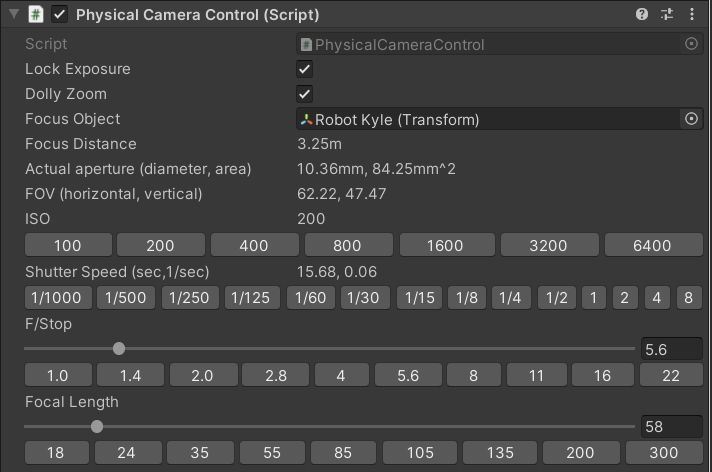 Physical Camera Control (Script)
Script PhysicalCameraControl
Lock Exposure
Dolly Zoom
Focus Object Robot Kyle (Transform)
Focus Distance 3.25m
Actual aperture (diameter, area) 10.36mm, 84.25mm^2
FOV (horizontal, vertical) 62.22, 47.47
ISO 200
100 200 400 800 1600 3200 6400
Shutter Speed (sec,1/sec) 15.68, 0.06
1/1000 1/500 1/250 1/125 1/60 1/30 1/15 1/8 1/4 1/2 1 2 4 8
F/Stop
5.6
1.0 1.4 2.0 2.8 4 5.6 8 11 16 22
Focal Length
58
18 24 35 55 85 105 135 200 300